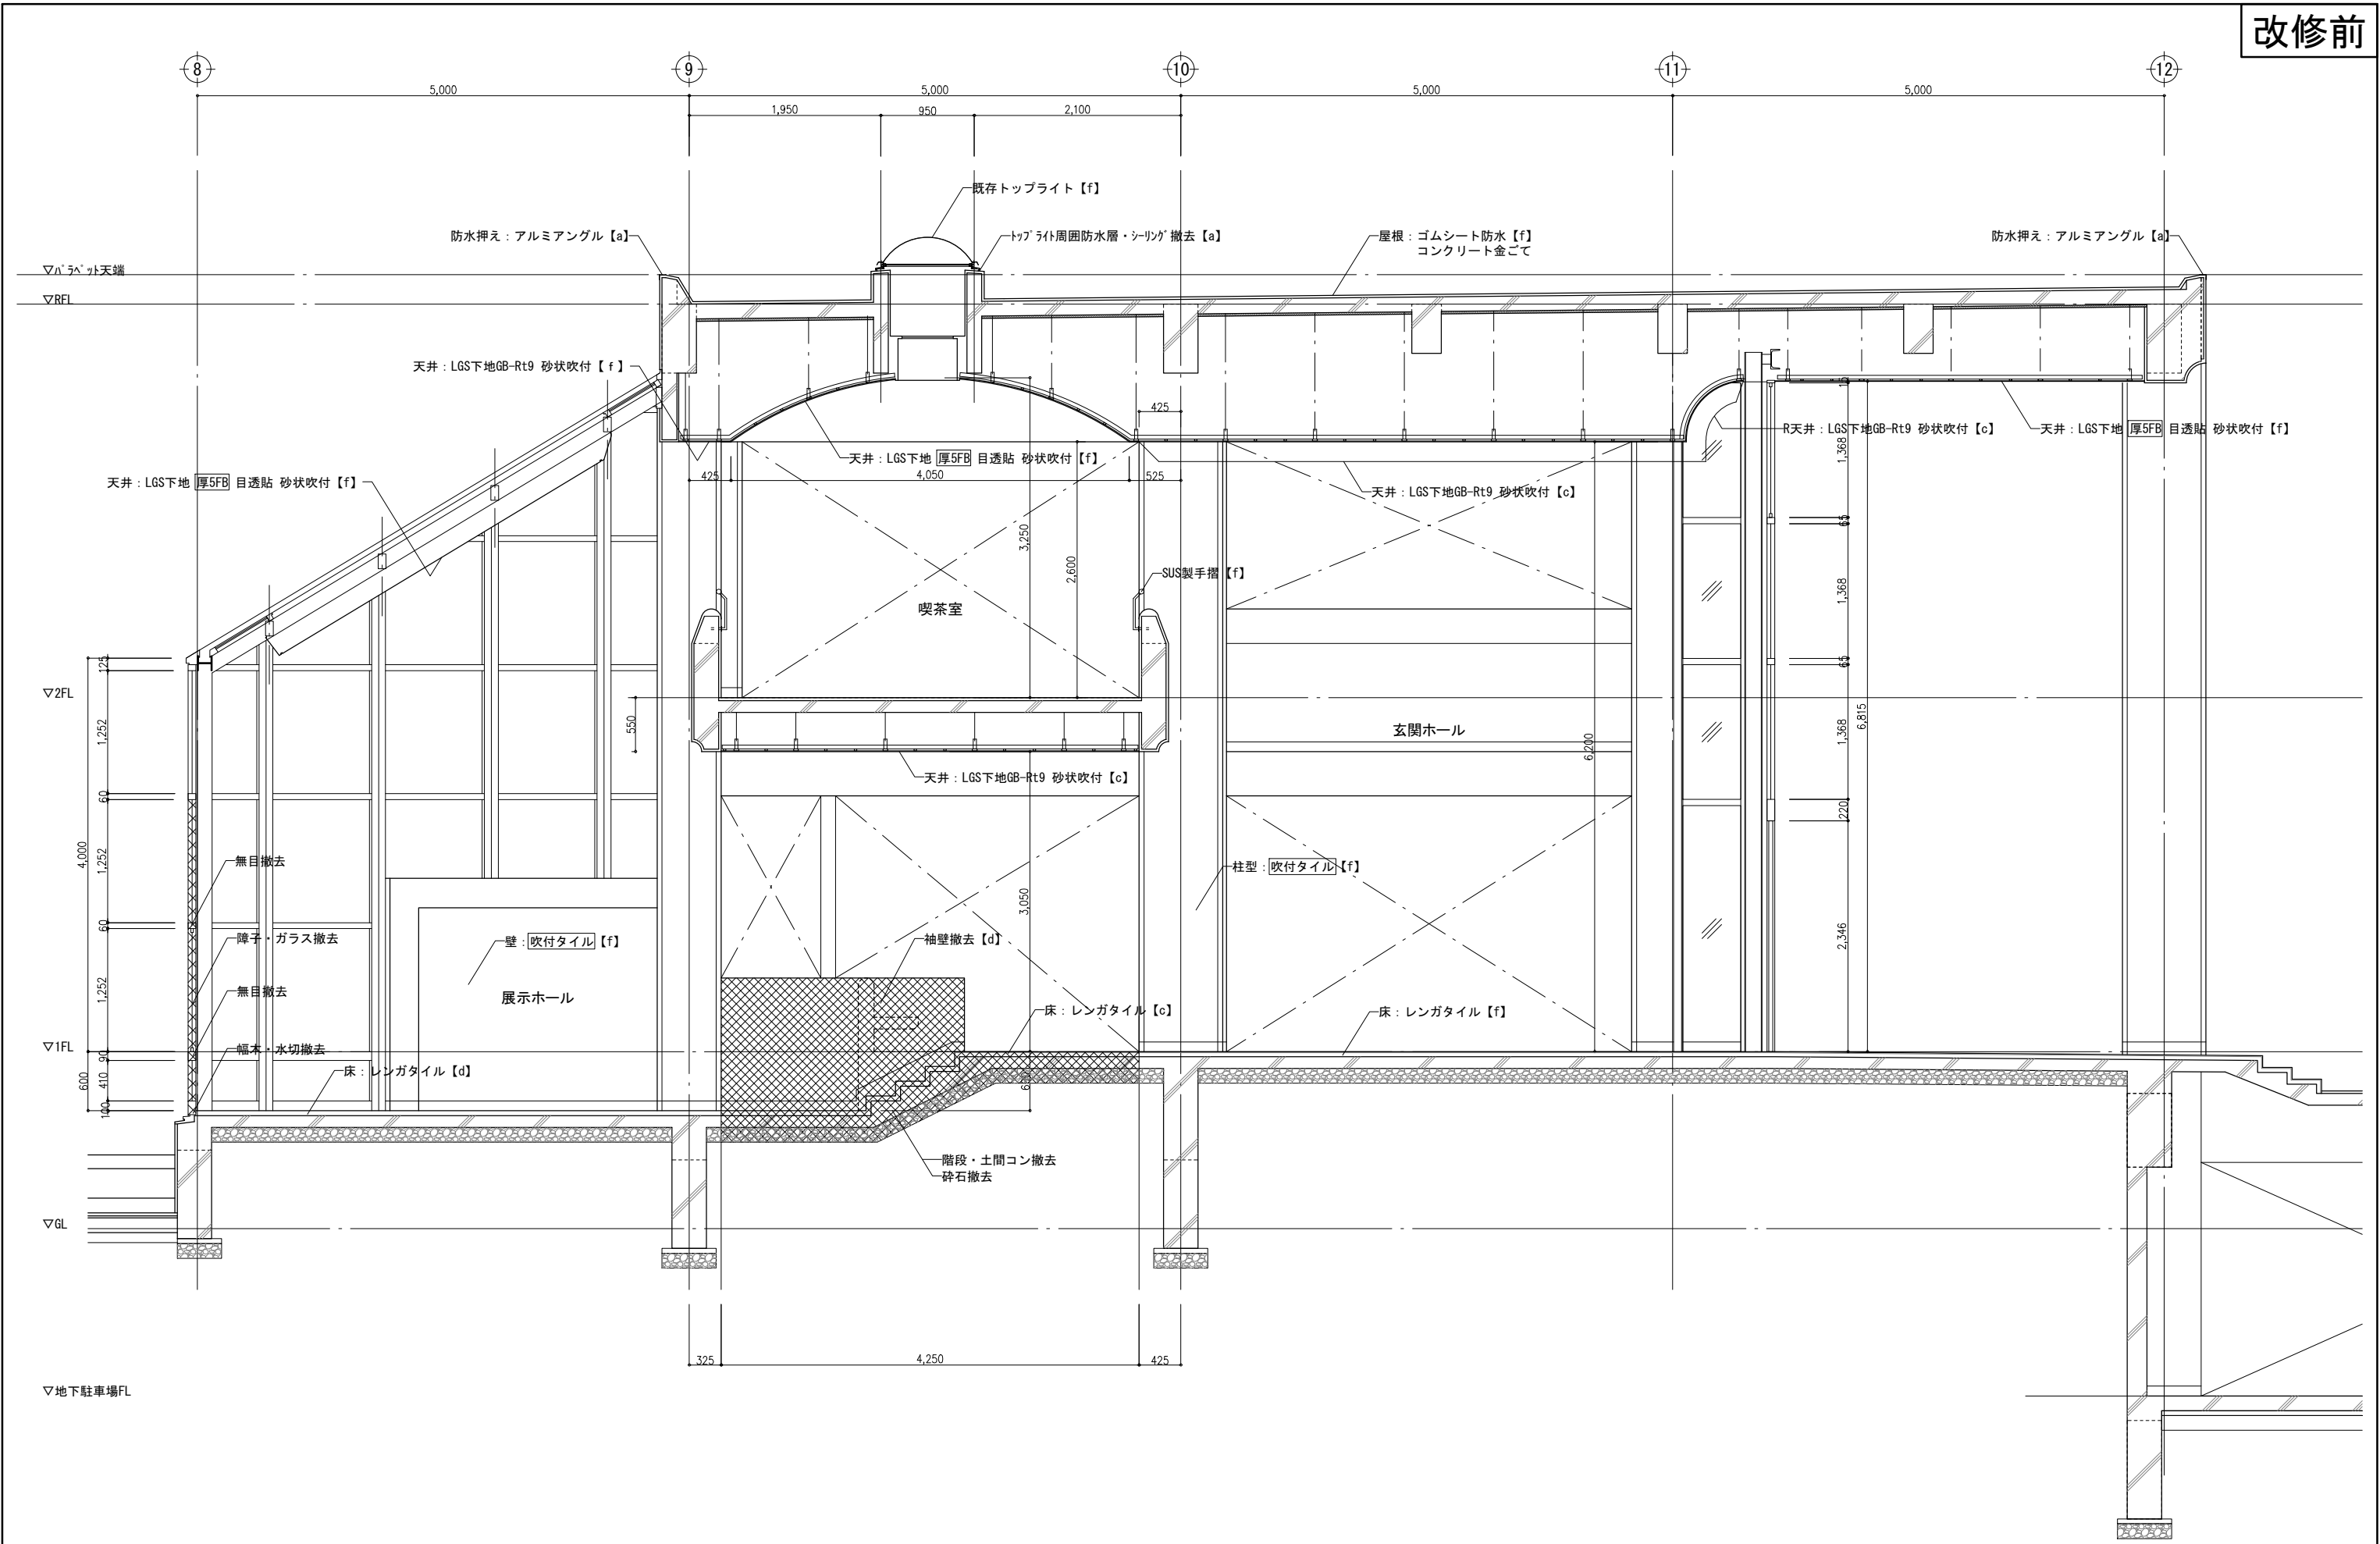 改修前
8
9
10
11
12
5,000
5,000
5,000
5,000
1,950
950
2,100
既存トップライト【f】
防水押え：アルミアングル【a】
トップライト周囲防水層・シーリング撤去【a】
屋根：ゴムシート防水【f】
コンクリート金ごて
防水押え：アルミアングル【a】
▽パラペット天端
▽RFL
天井：LGS下地GB-Rt9 砂状吹付【f】
425
R天井：LGS下地GB-Rt9 砂状吹付【c】
天井：LGS下地 厚5FB 目透貼 砂状吹付【f】
1,368
天井：LGS下地 厚5FB 目透貼 砂状吹付【f】
425
4,050
525
天井：LGS下地 厚5FB 目透貼 砂状吹付【f】
天井：LGS下地GB-Rt9 砂状吹付【c】
65
3,250
2,600
SUS製手摺【f】
1,368
喫茶室
125
65
▽2FL
550
1,252
玄関ホール
6,200
1,368
6,815
天井：LGS下地GB-Rt9 砂状吹付【c】
60
220
4,000
1,252
無目撤去
柱型：吹付タイル【f】
3,050
60
障子・ガラス撤去
壁：吹付タイル【f】
袖壁撤去【d】
2,346
1,252
無目撤去
展示ホール
床：レンガタイル【c】
床：レンガタイル【f】
▽1FL
90
幅木・水切撤去
600
410
床：レンガタイル【d】
100
階段・土間コン撤去
砕石撤去
▽GL
325
4,250
425
▽地下駐車場FL